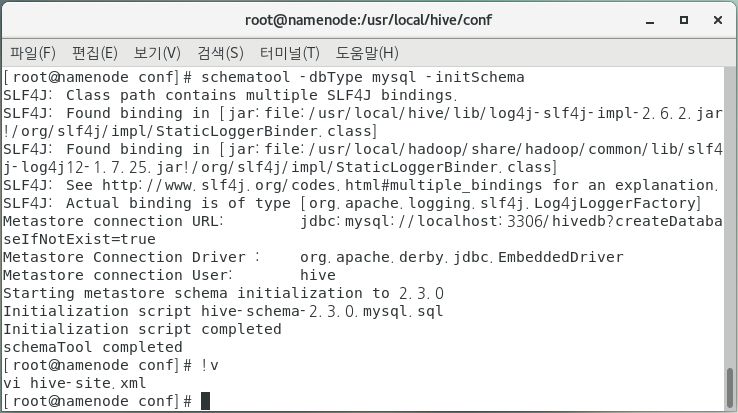 root@namenode:/usr/local/hive/conf
파일(F) 편집(E) 보기(V) 검색(S) 터미널(T) 도움말(H)
[root@namenode conf]# schematool -dbType mysql -initSchema
SLF4J: Class path contains multiple SLF4J bindings.
SLF4J: Found binding in [jar:file:/usr/local/hive/lib/log4j-slf4j-impl-2.6.2.jar
!/org/slf4j/impl/StaticLoggerBinder.class]
SLF4J: Found binding in [jar:file:/usr/local/hadoop/share/hadoop/common/lib/slf4
j-log4j12-1.7.25.jar!/org/slf4j/impl/StaticLoggerBinder.class]
SLF4J: See http://www.slf4j.org/codes.html#multiple_bindings for an explanation.
SLF4J: Actual binding is of type [org.apache.logging.slf4j.Log4jLoggerFactory]
Metastore connection URL: jdbc:mysql://localhost:3306/hivedb?createDataba
seIfNotExist=true
Metastore Connection Driver : org.apache.derby.jdbc.EmbeddedDriver
Metastore connection User: hive
Starting metastore schema initialization to 2.3.0
Initialization script hive-schema-2.3.0.mysql.sql
Initialization script completed
schemaTool completed
[root@namenode conf]# !v
vi hive-site.xml
[root@namenode conf]#